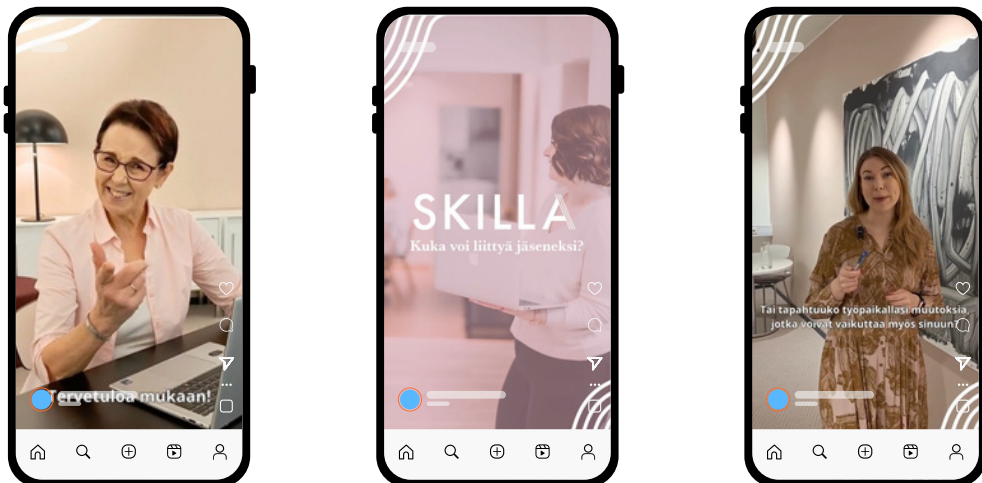 Tervetuloa mukaan!
SKILLA
Kuka voi liittyä jäseneksi?
Tai tapahtuuko työpaikallasi muutoksia,
jotka voivat vaikuttaa myös sinuun?